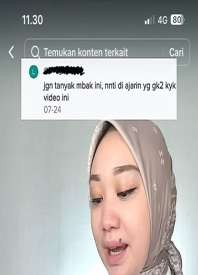 11.30
4G 80
Temukan konten terkait
Cari
jgn tanyak mbak ini, nnti di ajarin yg gk2 kyk
video ini
07-24